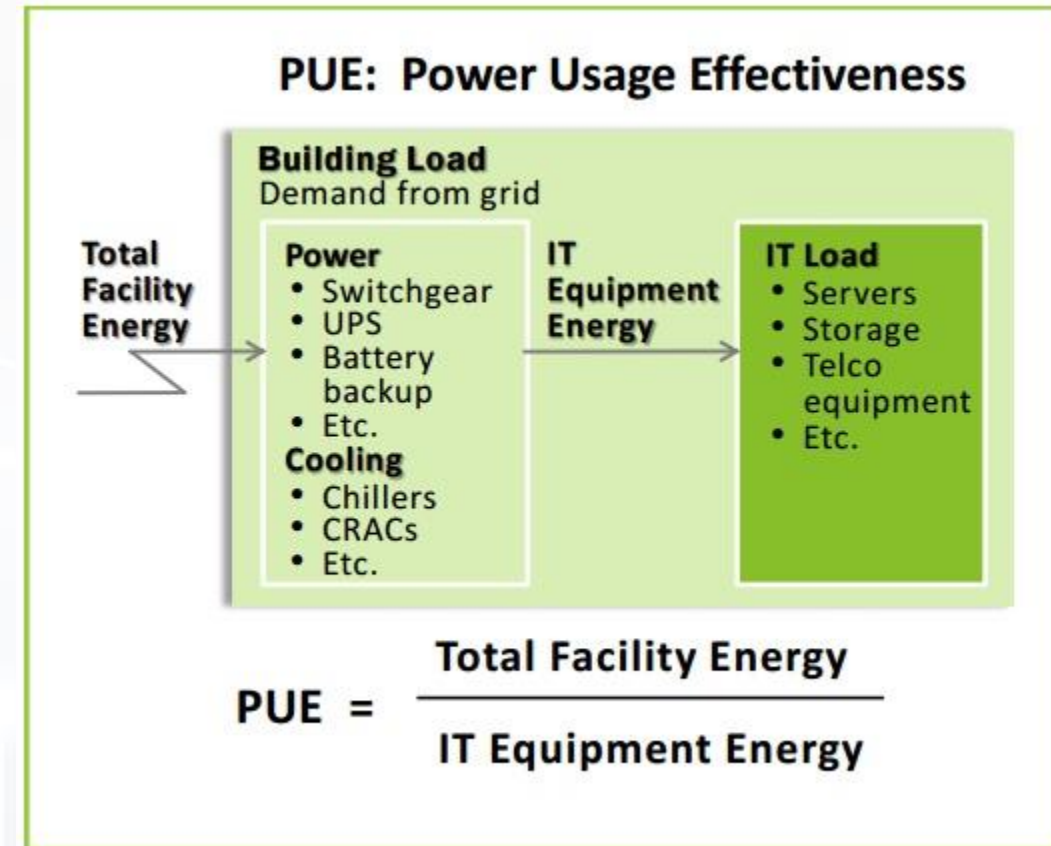 PUE: Power Usage Effectiveness
Building Load
Demand from grid
Total
Facility
Energy
Power
• Switchgear
• UPS
• Battery
backup
• Etc.
Cooling
• Chillers
• CRACs
• Etc.
IT
Equipment
Energy
IT Load
• Servers
• Storage
• Telco
equipment
• Etc.
PUE =
Total Facility Energy
IT Equipment Energy